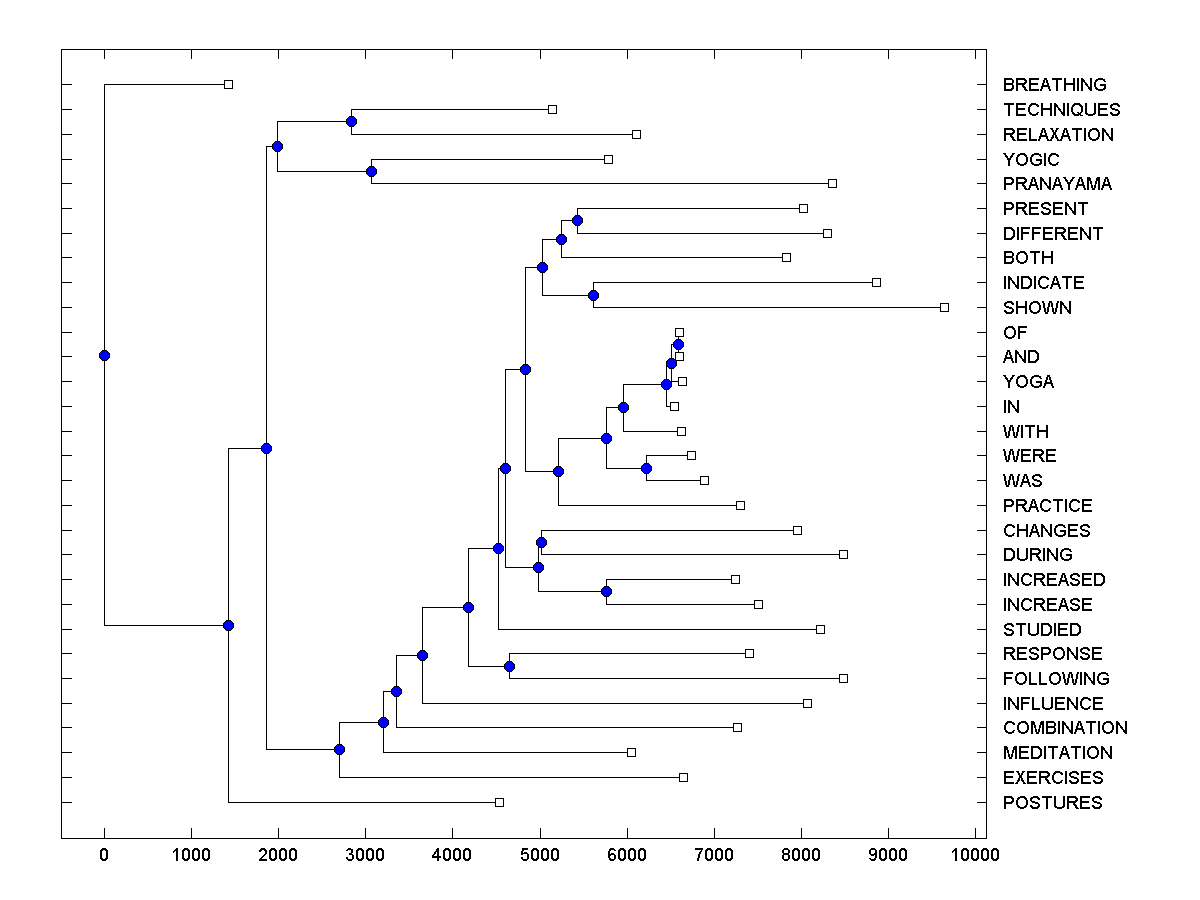 BREATHING
TECHNIQUES
RELAXATION
YOGIC
PRANAYAMA
PRESENT
DIFFERENT
BOTH
INDICATE
SHOWN
OF
AND
YOGA
IN
WITH
WERE
WAS
PRACTICE
CHANGES
DURING
INCREASED
INCREASE
STUDIED
RESPONSE
FOLLOWING
INFLUENCE
COMBINATION
MEDITATION
EXERCISES
POSTURES
0 1000 2000 3000 4000 5000 6000 7000 8000 9000 10000